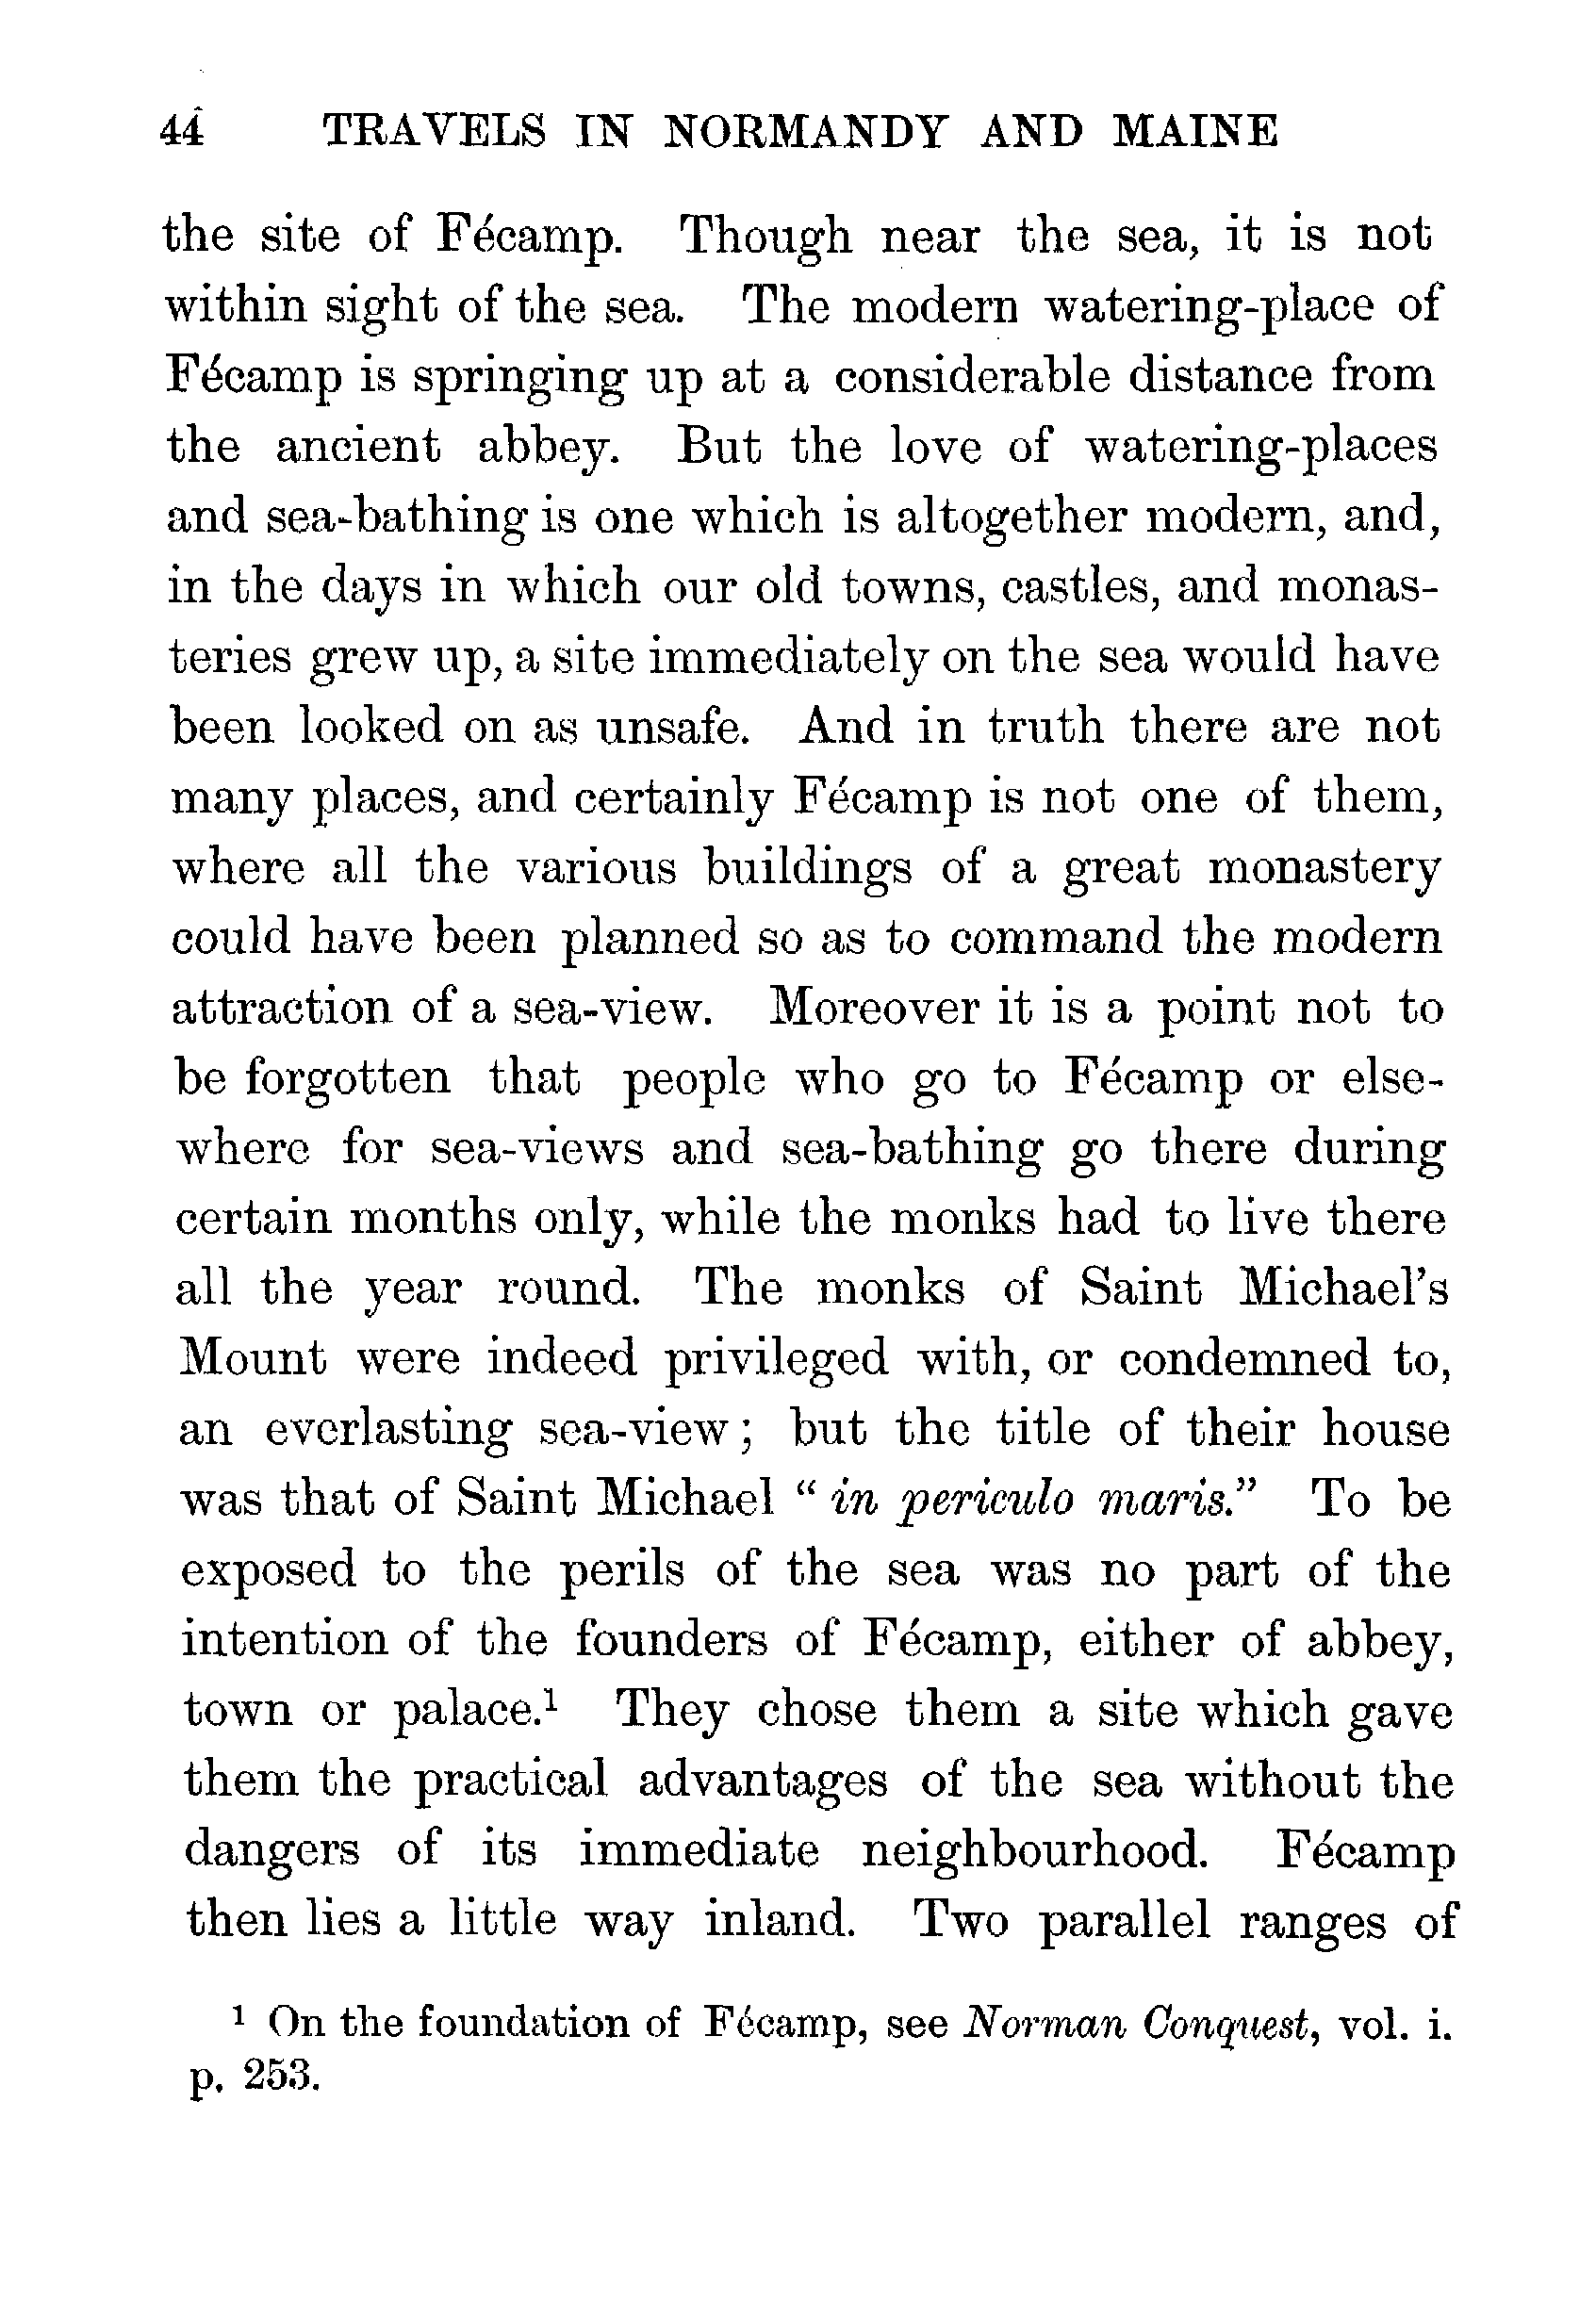 44 TRAVELS IN NORMANDY AND MAINE
the site of Fécamp. Though near the sea, it is not
within sight of the sea. The modern watering-place of
Fécamp is springing up at a considerable distance from
the ancient abbey. But the love of watering-places
and sea-bathing is one which is altogether modern, and,
in the days in which our old towns, castles, and monas-
teries grew up, a site immediately on the sea would have
been looked on as unsafe. And in truth there are not
many places, and certainly Fécamp is not one of them,
where all the various buildings of a great monastery
could have been planned so as to command the modern
attraction of a sea-view. Moreover it is a point not to
be forgotten that people who go to Fécamp or else-
where for sea-views and sea-bathing go there during
certain months only, while the monks had to live there
all the year round. The monks of Saint Michael's
Mount were indeed privileged with, or condemned to,
an everlasting sea-view; but the title of their house
was that of Saint Michael “in periculo maris.” To be
exposed to the perils of the sea was no part of the
intention of the founders of Fécamp, either of abbey,
town or palace.¹ They chose them a site which gave
them the practical advantages of the sea without the
dangers of its immediate neighbourhood. Fécamp
then lies a little way inland. Two parallel ranges of
¹ On the foundation of Fécamp, see Norman Conquest, vol. i.
p. 253.